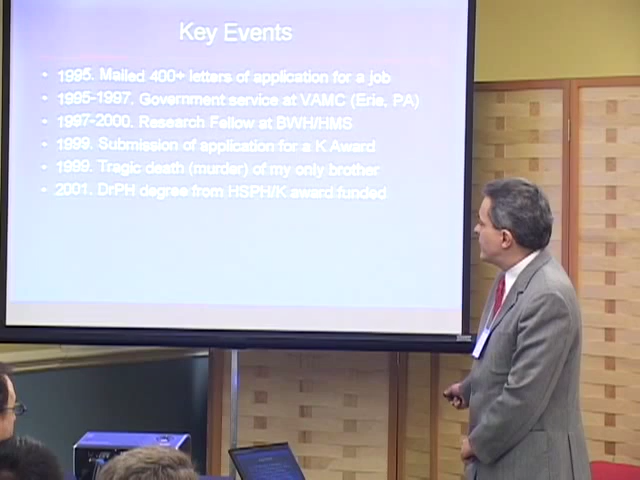 Key Events
• 1995. Mailed 400+ letters of application for a job
• 1995-1997. Government service at VAMC (Erie, PA)
• 1997-2000. Research Fellow at BWH/HMS
• 1999. Submission of application for a K Award
• 1999. Tragic death (murder) of my only brother
• 2001. DrPH degree from HSPH/K award funded